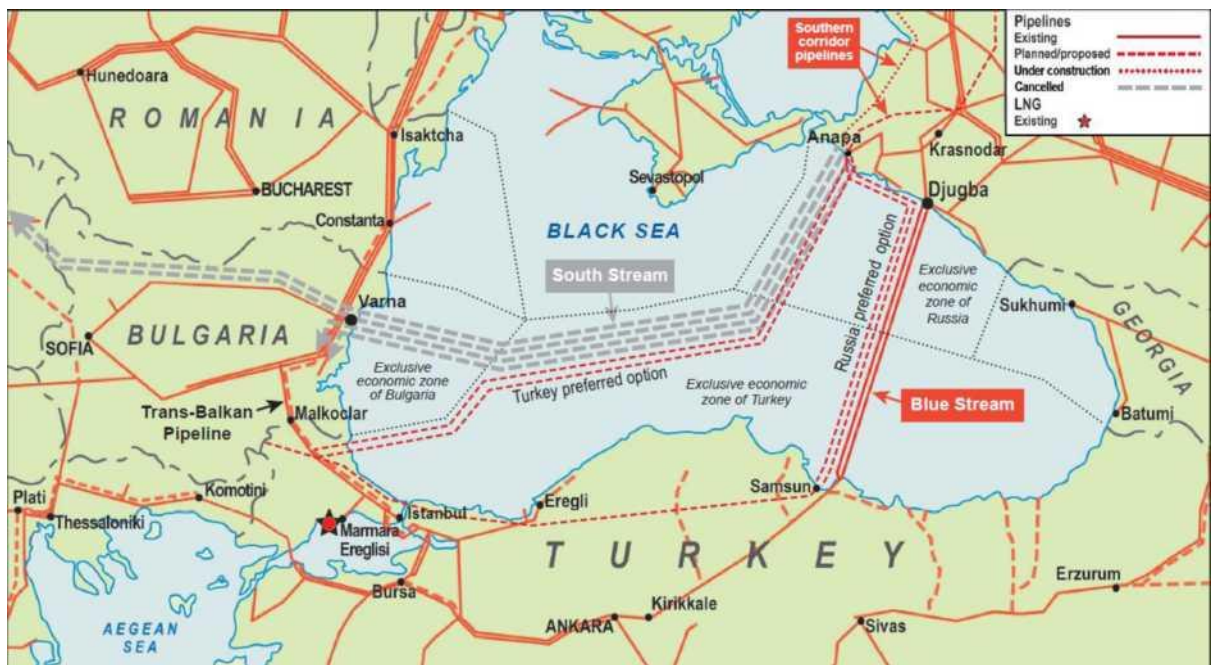 Pipelines
Existing
Planned/proposed
Under construction
Cancelled
LNG
Existing
Southern
corridor
pipelines
Hunedoara
ROMANIA
Isaktcha
Anapa
Krasnodar
BUCHAREST
Sevastopol
Djugba
Constanta
BLACK SEA
South Stream
Exclusive
economic
zone of
Russia
Varna
Sukhumi
GEORGIA
SOFIA
BULGARIA
Russia preferred option
Exclusive
economic zone
of Bulgaria
Turkey preferred option
Exclusive economic
zone of Turkey
Blue Stream
Trans-Balkan
Pipeline
Malkoclar
Batumi
Plati
Komotini
Eregli
Samsun
Thessaloniki
Istanbul
Marmara
Ereglisi
TURKEY
Bursa
Erzurum
ANKARA
Kirikkale
Sivas
AEGEAN
SEA